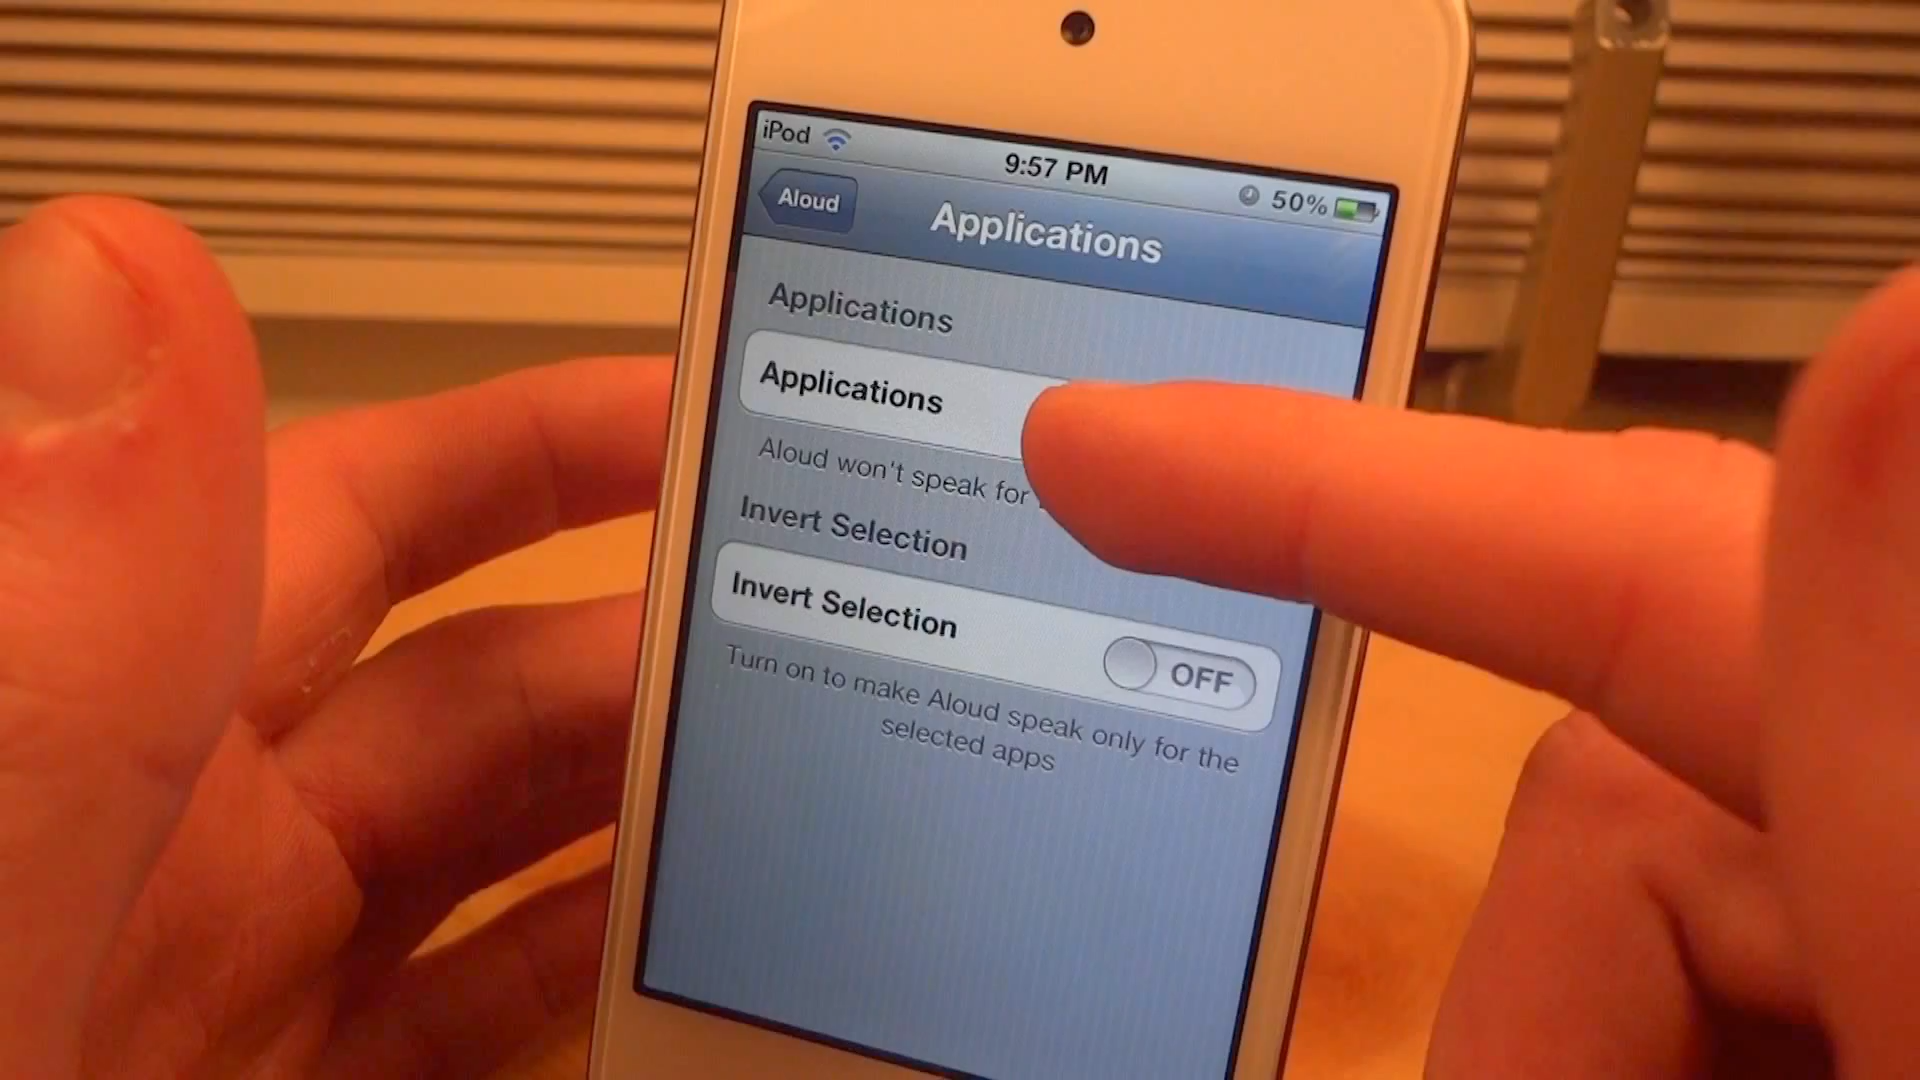 iPod
9:57 PM
50%
Aloud
Applications
Applications
Applications
Aloud won't speak for
Invert Selection
Invert Selection
OFF
Turn on to make Aloud speak only for the
selected apps